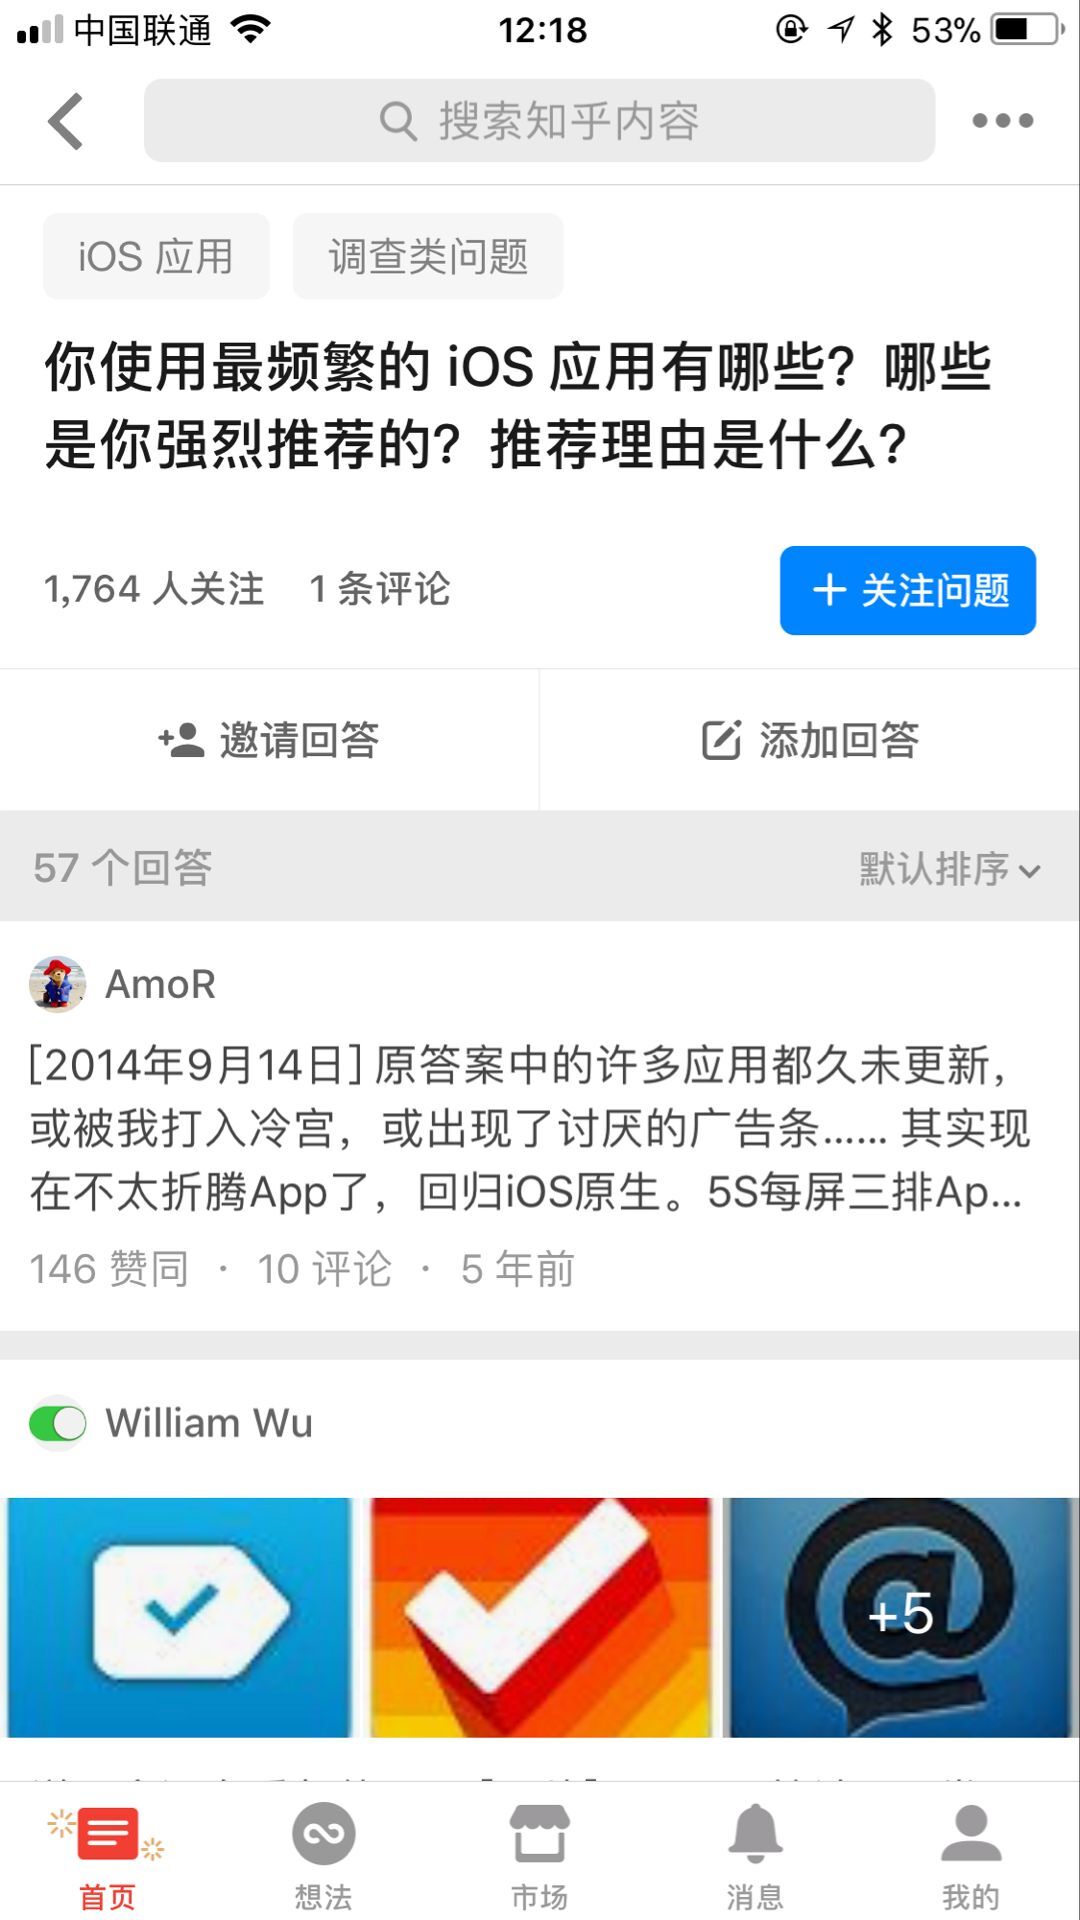 中国联通
12:18
53%
搜索知乎内容
iOS 应用
调查类问题
你使用最频繁的 iOS 应用有哪些？哪些
是你强烈推荐的？推荐理由是什么？
1,764 人关注
1 条评论
+ 关注问题
邀请回答
添加回答
57 个回答
默认排序
AmoR
[2014年9月14日] 原答案中的许多应用都久未更新，
或被我打入冷宫，或出现了讨厌的广告条…… 其实现
在不太折腾App了，回归iOS原生。5S每屏三排Ap...
146 赞同 · 10 评论 · 5 年前
William Wu
@
+5
首页
想法
市场
消息
我的